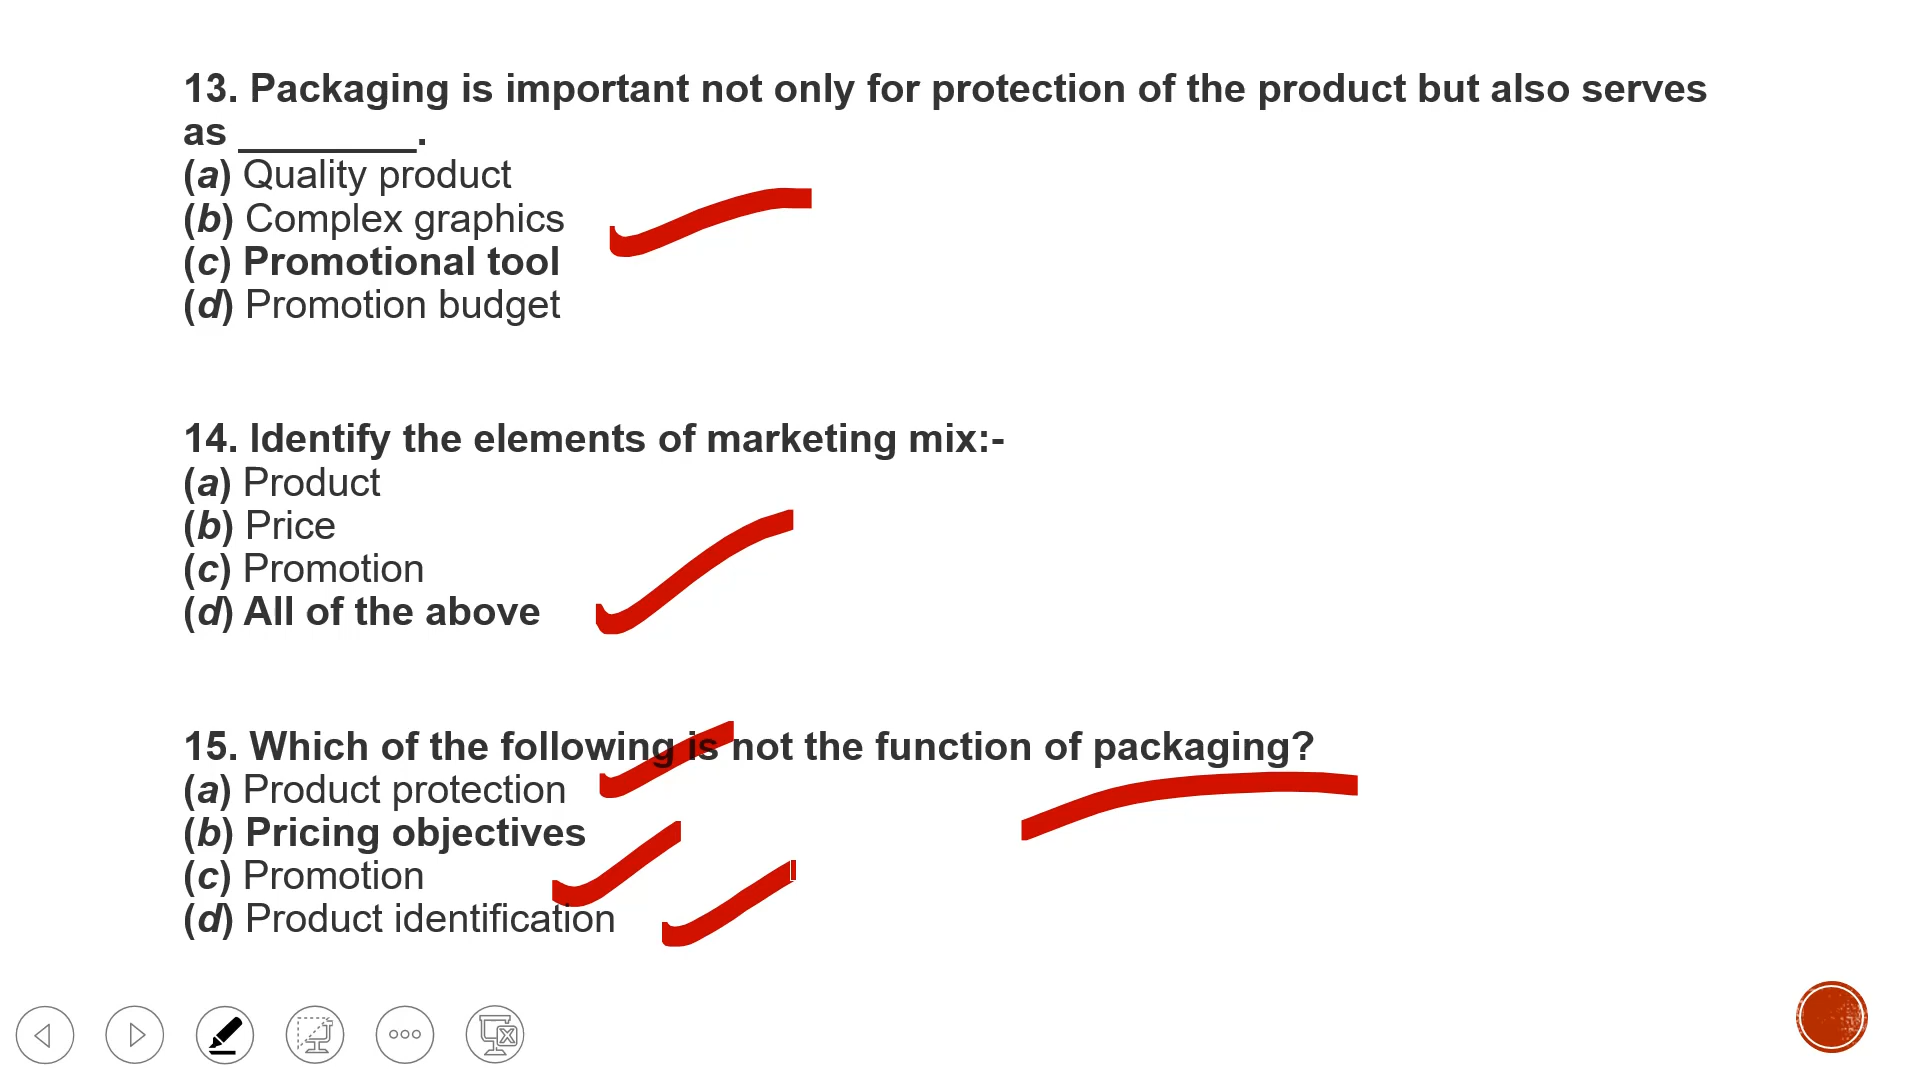 13. Packaging is important not only for protection of the product but also serves
as ________.
(a) Quality product
(b) Complex graphics
(c) Promotional tool
(d) Promotion budget
14. Identify the elements of marketing mix:-
(a) Product
(b) Price
(c) Promotion
(d) All of the above
15. Which of the following is not the function of packaging?
(a) Product protection
(b) Pricing objectives
(c) Promotion
(d) Product identification